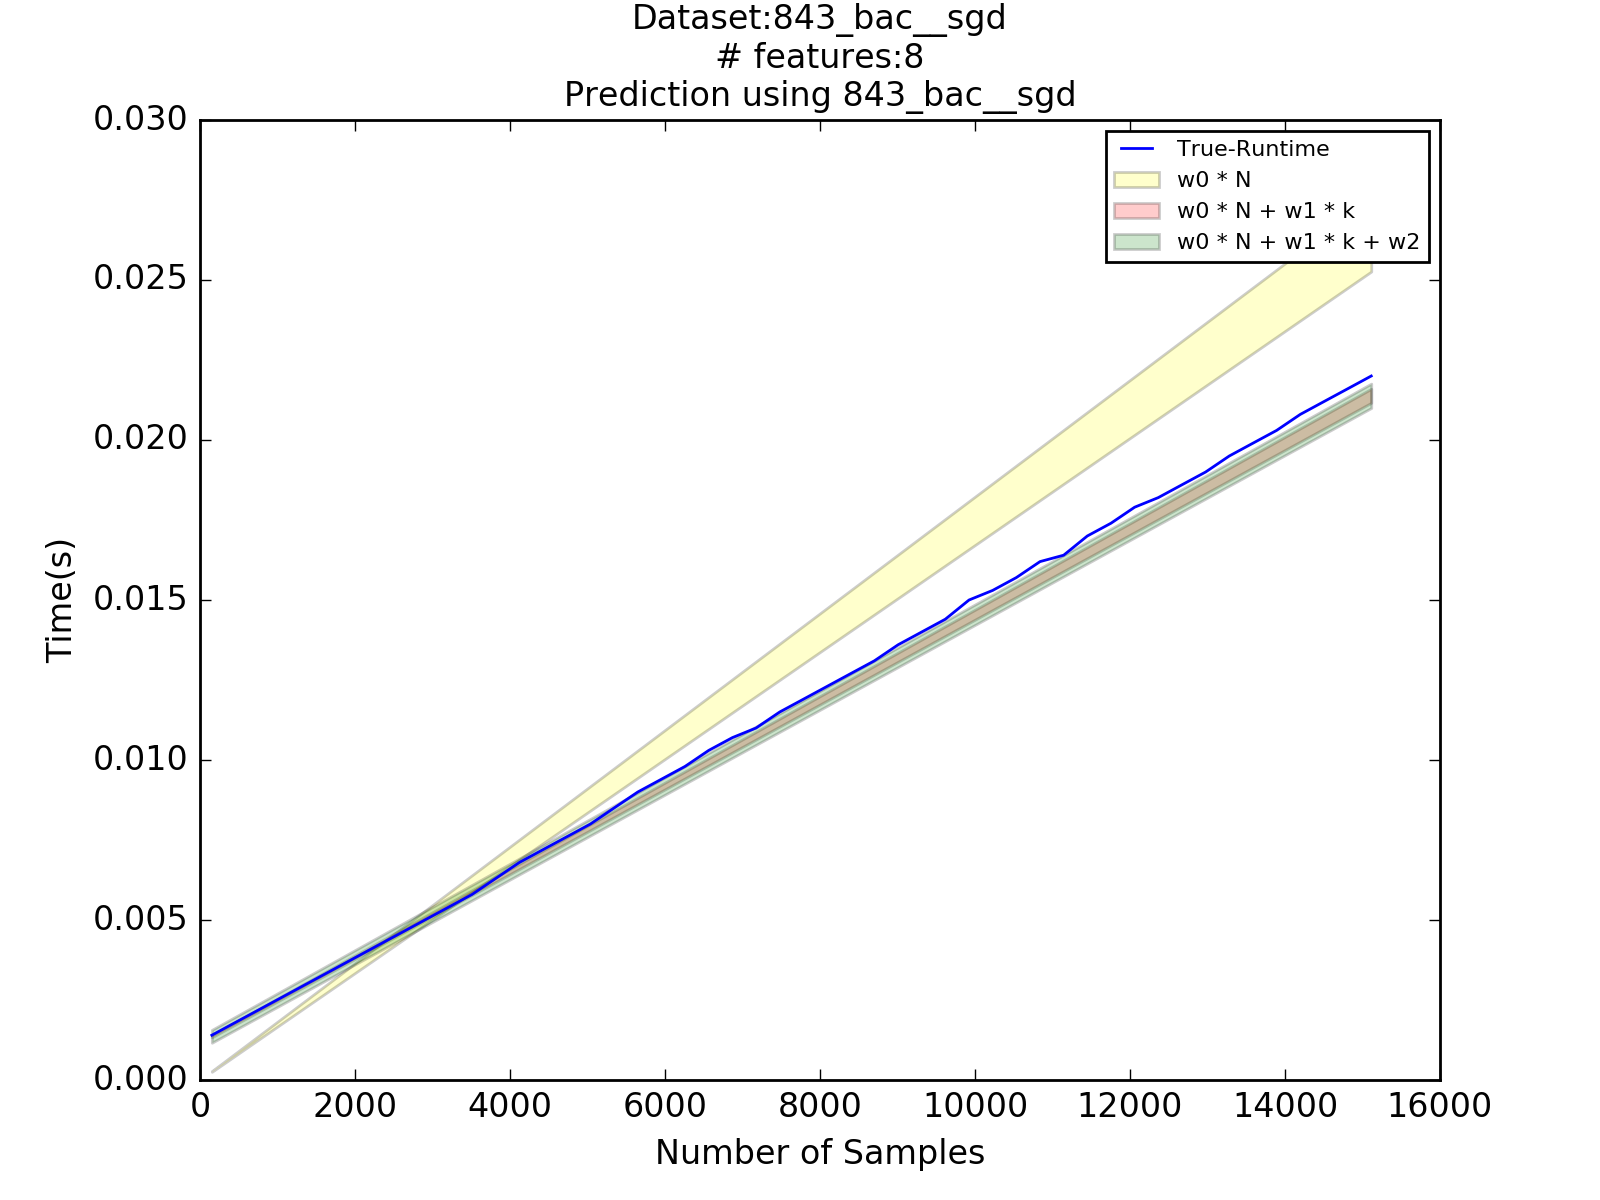 Dataset:843_bac__sgd
# features:8
Prediction using 843_bac__sgd
0.030
0.025
0.020
0.015
0.010
0.005
0.000
Time(s)
True-Runtime
w0 * N
w0 * N + w1 * k
w0 * N + w1 * k + w2
0 2000 4000 6000 8000 10000 12000 14000 16000
Number of Samples